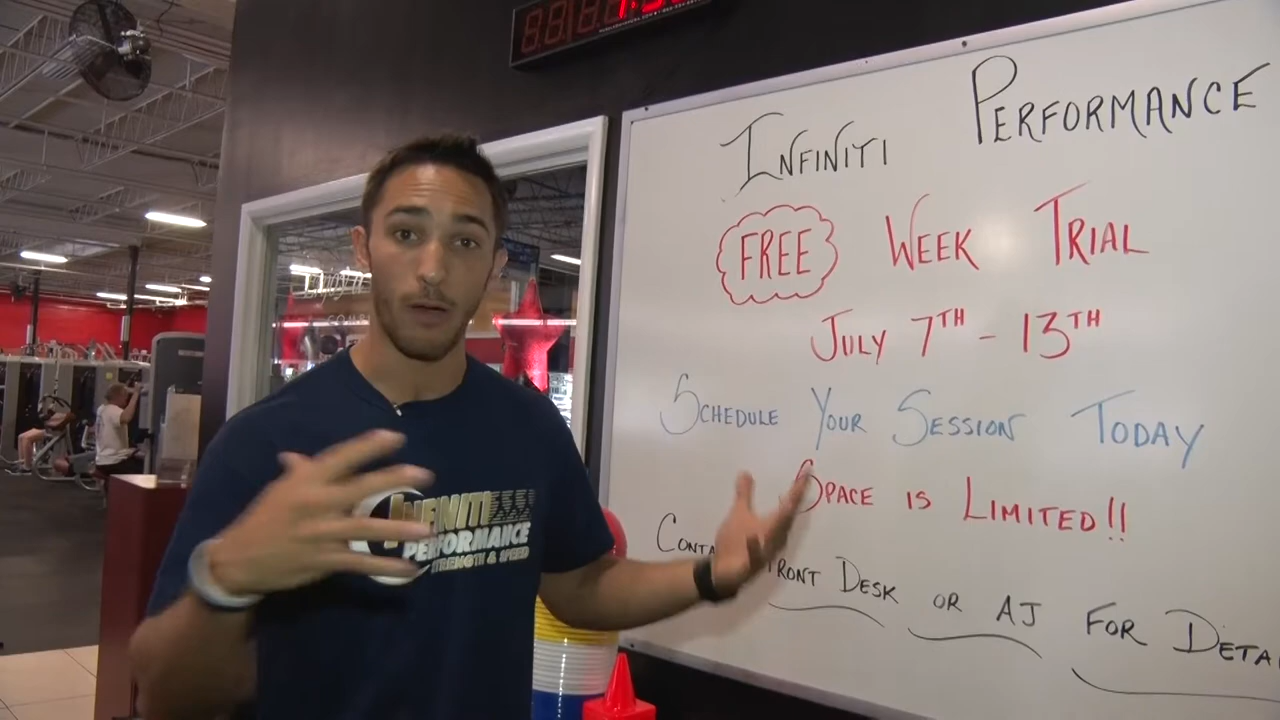 INFINITI PERFORMANCE
FREE WEEK TRIAL
JULY 7TH - 13TH
SCHEDULE YOUR SESSION TODAY
SPACE IS LIMITED!!
FRONT DESK OR AJ FOR
INFINITI
PERFORMANCE
STRENGTH & SPEED